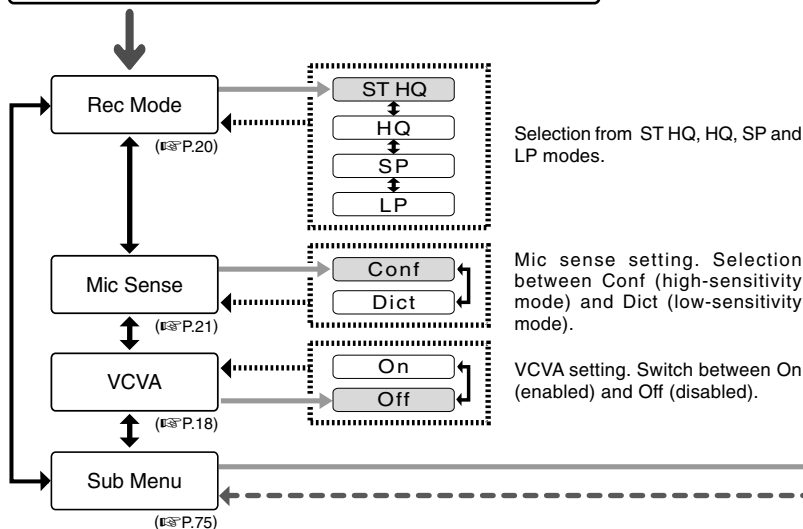 Rec Mode
(☞P.20)
ST HQ
HQ
SP
LP
Selection from ST HQ, HQ, SP and
LP modes.
Mic Sense
(☞P.21)
Conf
Dict
Mic sense setting. Selection
between Conf (high-sensitivity
mode) and Dict (low-sensitivity
mode).
VCVA
(☞P.18)
On
Off
VCVA setting. Switch between On
(enabled) and Off (disabled).
Sub Menu
(☞P.75)